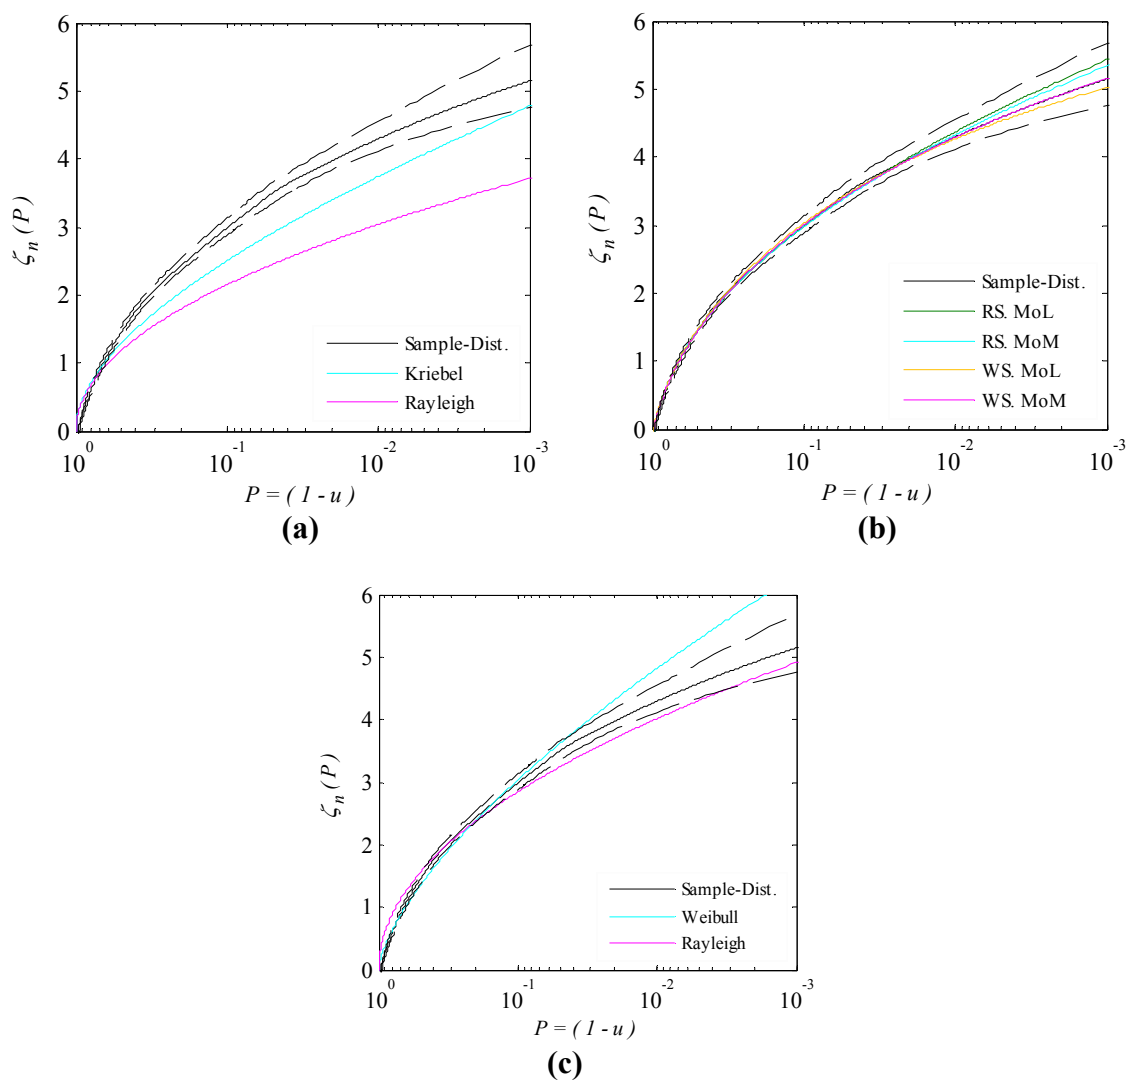 6
5
4
3
2
1
0
ζn (P)
10^0 10^-1 10^-2 10^-3
P = ( 1 - u )
Sample-Dist.
Kriebel
Rayleigh
(a)
6
5
4
3
2
1
0
ζn (P)
10^0 10^-1 10^-2 10^-3
P = ( 1 - u )
Sample-Dist.
RS. MoL
RS. MoM
WS. MoL
WS. MoM
(b)
6
5
4
3
2
1
0
ζn (P)
10^0 10^-1 10^-2 10^-3
P = ( 1 - u )
Sample-Dist.
Weibull
Rayleigh
(c)